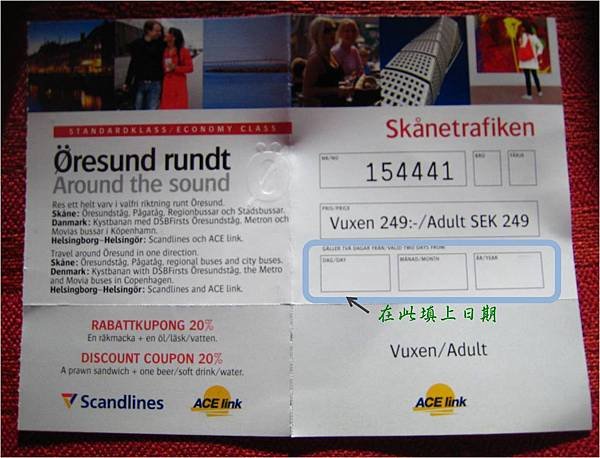 STANDARDKLASS/ECONOMY CLASS
Öresund rundt
Around the sound
Res ett helt varv i valfri riktning runt Öresund.
Skåne: Öresundståg, Pågatåg, Regionbussar och Stadsbussar.
Danmark: Kystbanan med DSBFirsts Öresundståg, Metron och
Movias bussar i Köpenhamn.
Helsingborg–Helsingör: Scandlines och ACE link.
Travel around Öresund in one direction.
Skåne: Öresundståg, Pågatåg, regional buses and city buses.
Denmark: Kystbanan with DSBFirsts Öresundståg, the Metro
and Movia buses in Copenhagen.
Helsingborg–Helsingör: Scandlines and ACE link.
RABATTKUPONG 20%
En räkmacka + en öl/läsk/vatten.
DISCOUNT COUPON 20%
A prawn sandwich + one beer/soft drink/water.
Scandlines
ACE link
Skånetrafiken
NR/NO
154441
BRO
FÄRJE
PRIS/PRICE
Vuxen 249:-/Adult SEK 249
GÄLLER TVÅ DAGAR FRÅN/VALID TWO DAYS FROM:
DAG/DAY
MÅNAD/MONTH
ÅR/YEAR
在此填上日期
Vuxen/Adult
ACE link